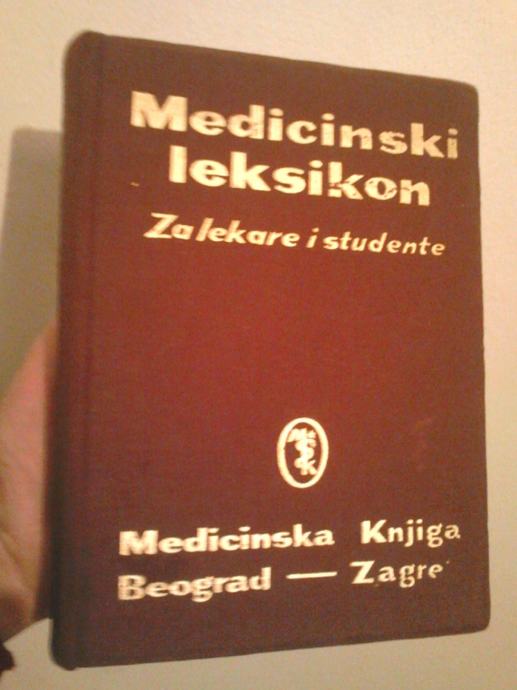 Medicinski
leksikon
Za lekare i studente
Medicinska Knjiga
Beograd — Zagre